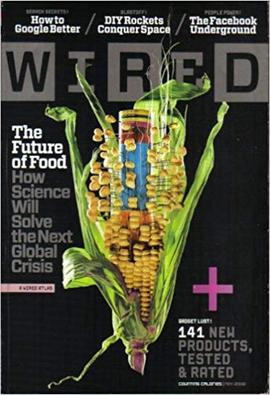 SEARCH SECRETS!
How to
Google Better
BLASTOFF!
DIY Rockets
Conquer Space
PEOPLE POWER!
The Facebook
Underground
WIRED
The
Future
of Food
How
Science
Will
Solve
the Next
Global
Crisis
A WIRED ATLAS
+
GADGET LUST!
141 NEW
PRODUCTS,
TESTED
& RATED
COUNTING CALORIES